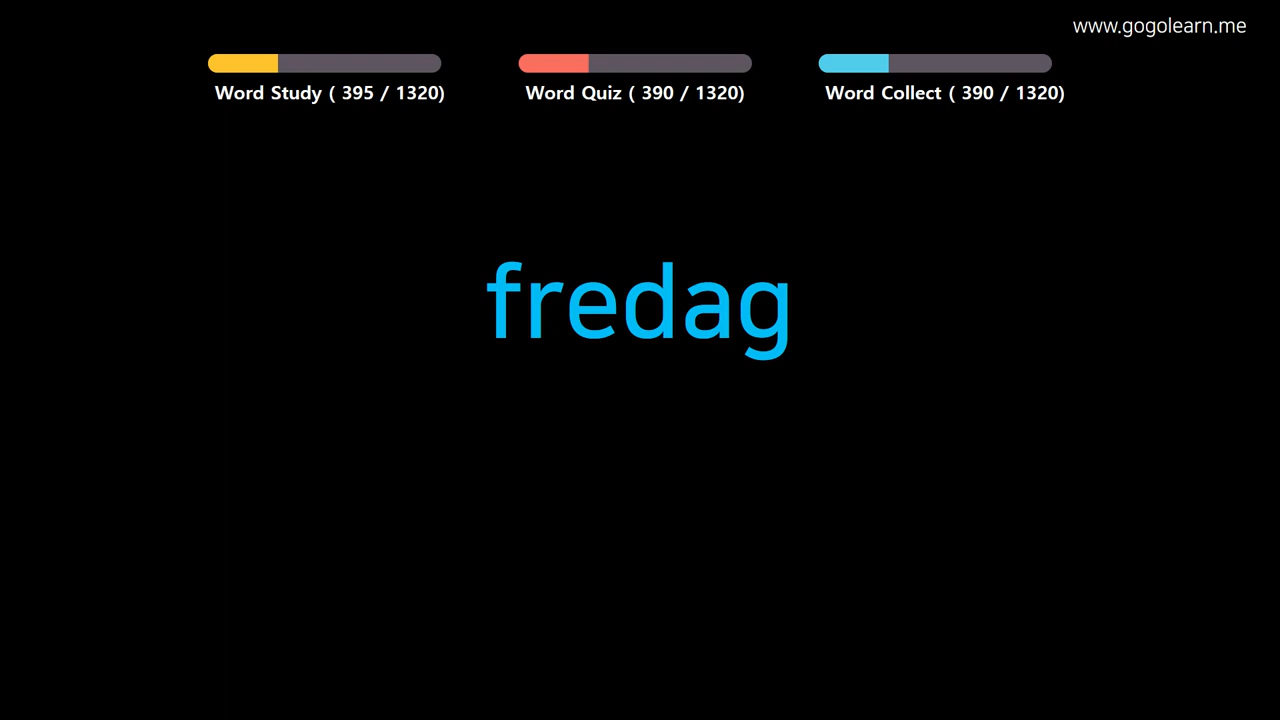 www.gogolearn.me
Word Study ( 395 / 1320)
Word Quiz ( 390 / 1320)
Word Collect ( 390 / 1320)
fredag